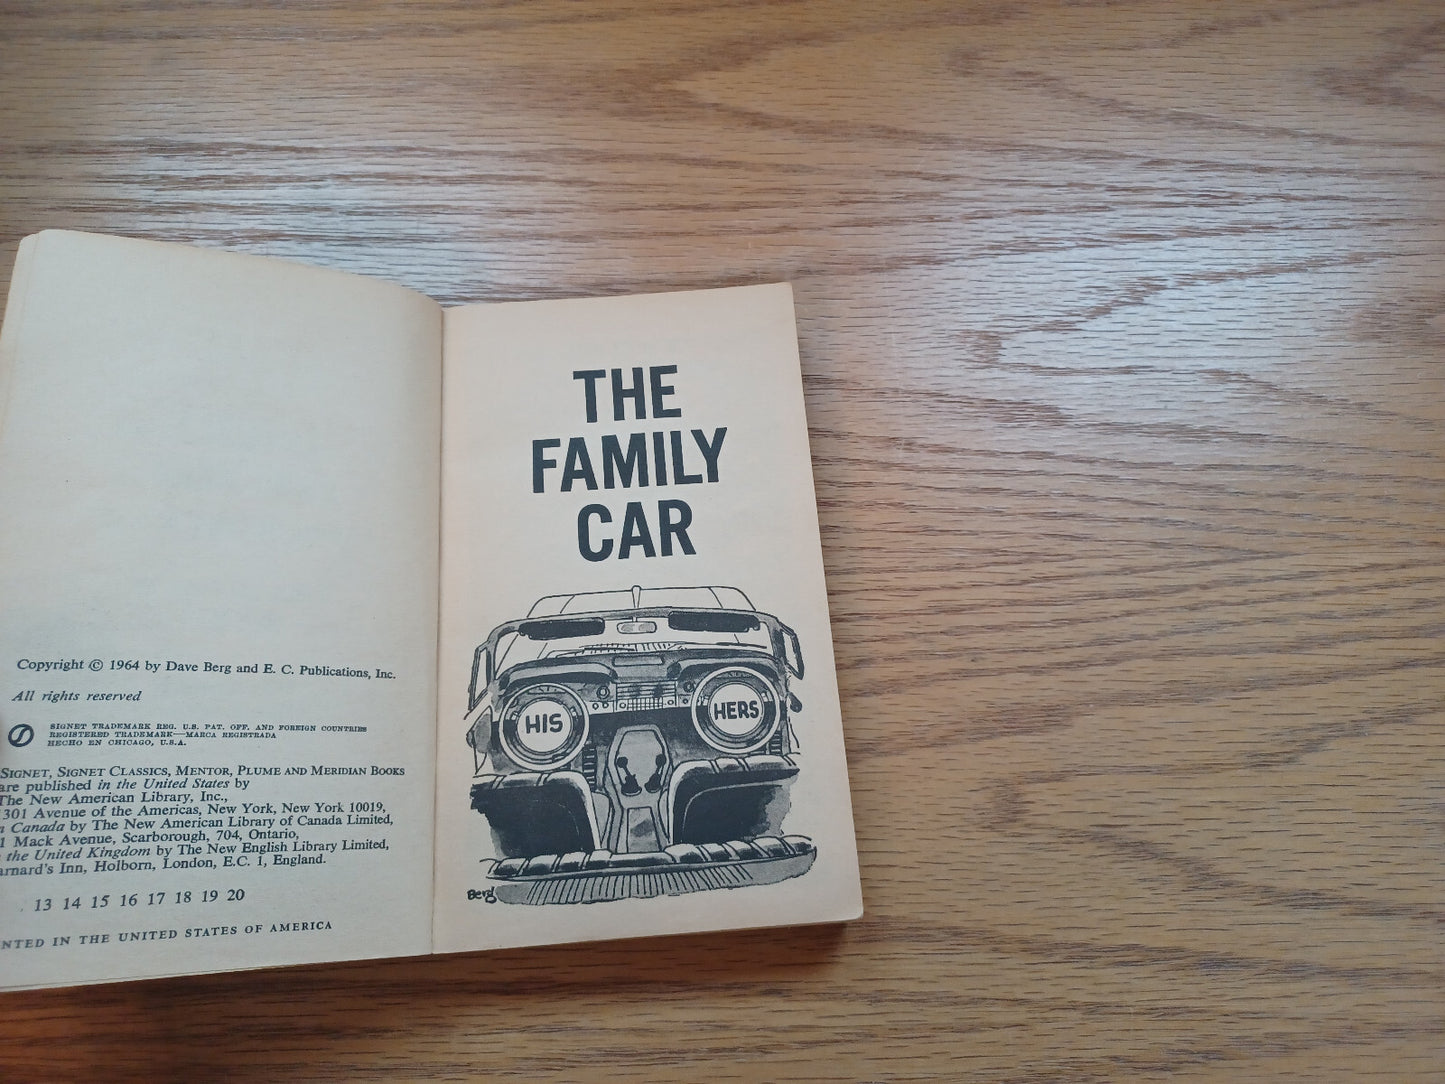 Copyright © 1964 by Dave Berg and E. C. Publications, Inc.
All rights reserved
SIGNET TRADEMARK REG. U.S. PAT. OFF. AND FOREIGN COUNTRIES
REGISTERED TRADEMARK—MARCA REGISTRADA
HECHO EN CHICAGO, U.S.A.
SIGNET, SIGNET CLASSICS, MENTOR, PLUME AND MERIDIAN BOOKS
are published in the United States by
The New American Library, Inc.,
1301 Avenue of the Americas, New York, New York 10019,
Canada by The New American Library of Canada Limited,
Mack Avenue, Scarborough, 704, Ontario,
the United Kingdom by The New English Library Limited,
Inn, Holborn, London, E.C. 1, England.
13 14 15 16 17 18 19 20
IN THE UNITED STATES OF AMERICA
THE
FAMILY
CAR
HIS
HERS
Berg